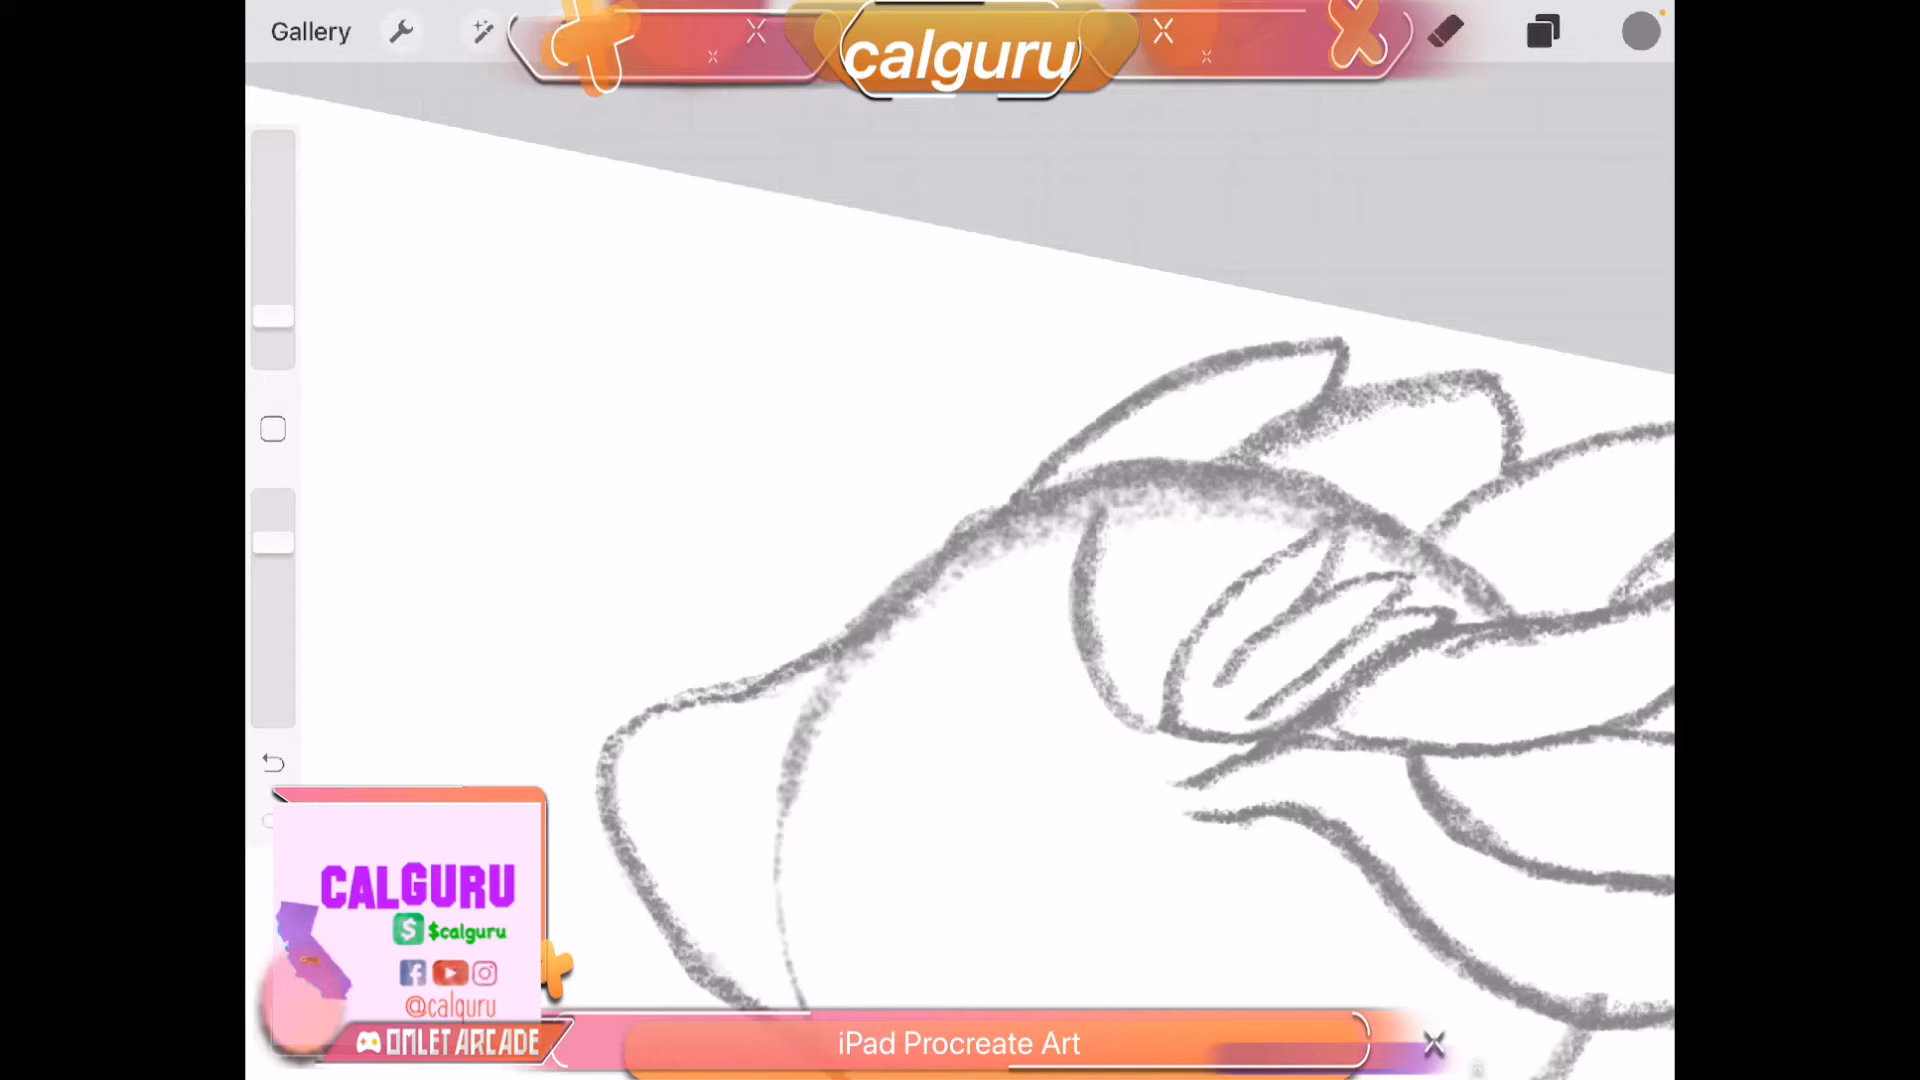 Gallery
calguru
CALGURU
$ $calguru
@calguru
OMLET ARCADE
iPad Procreate Art